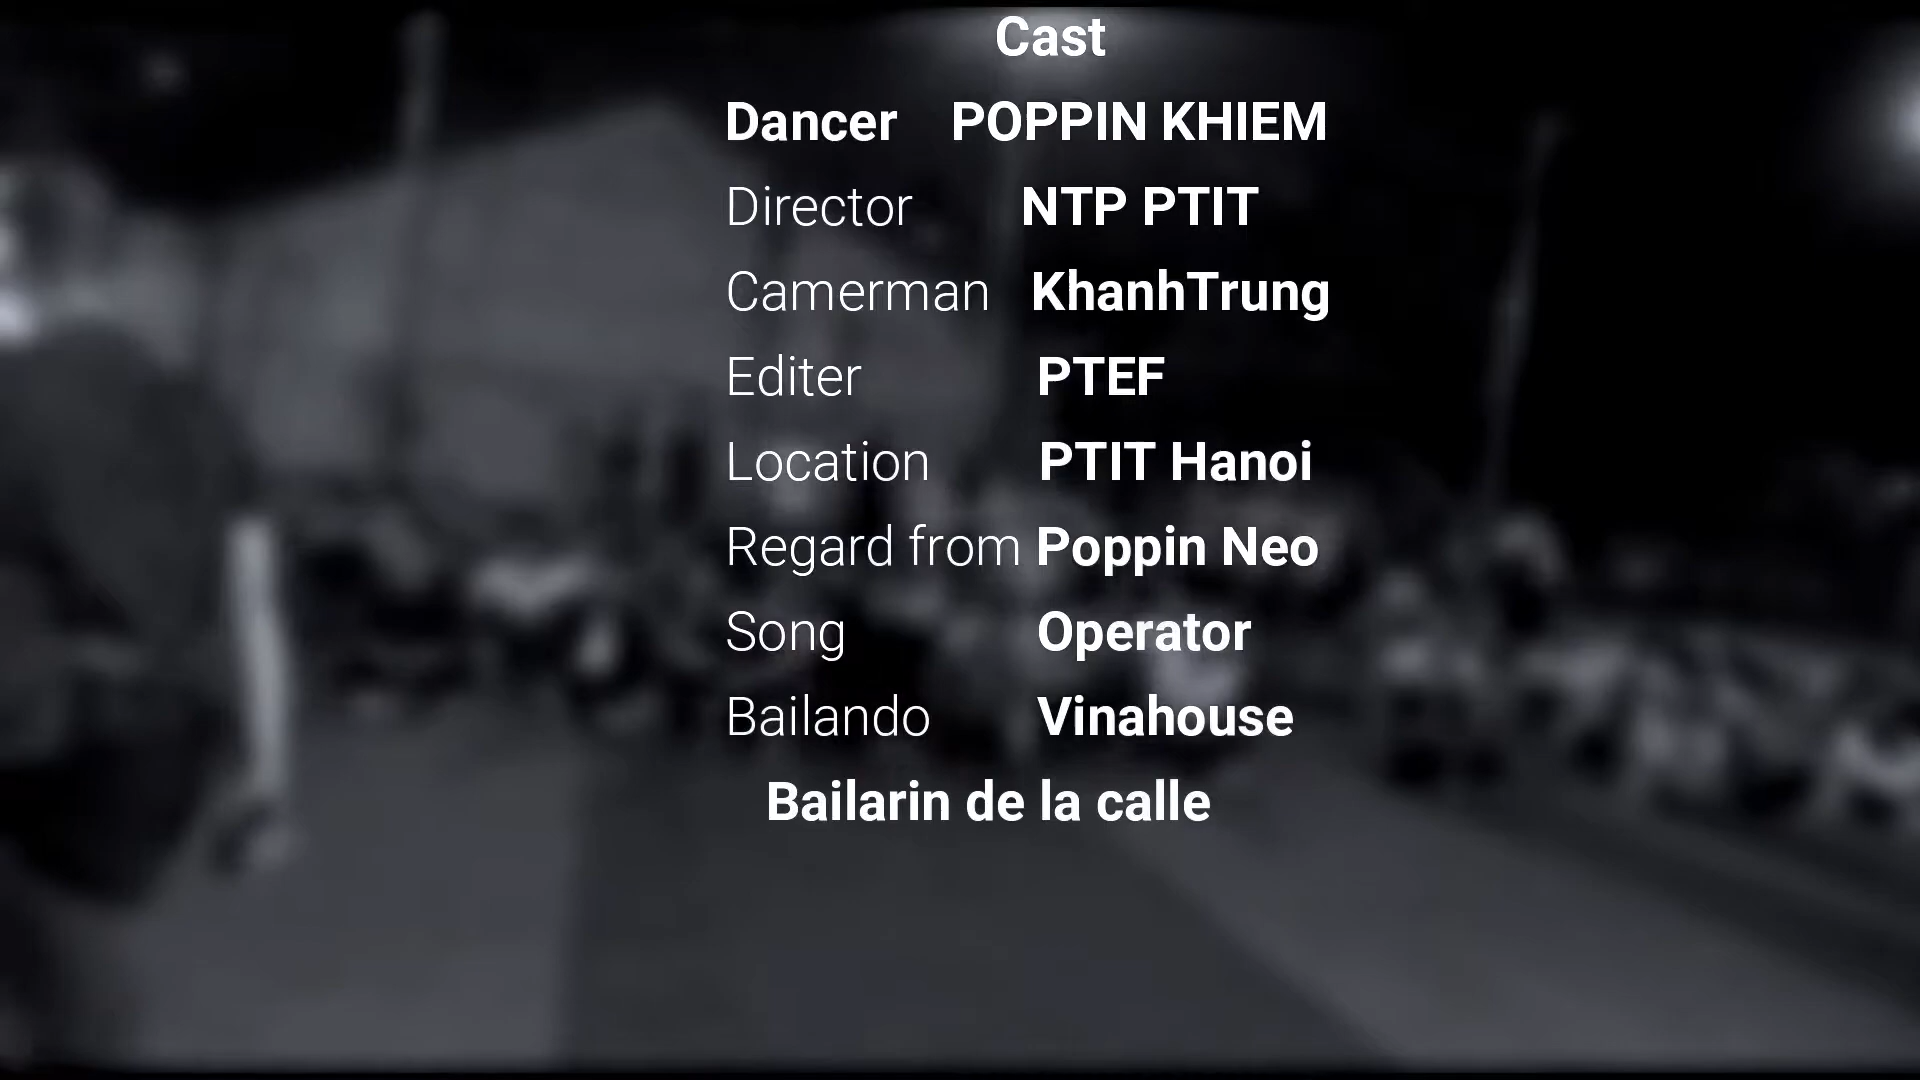 Cast
Dancer POPPIN KHIEM
Director NTP PTIT
Camerman KhanhTrung
Editer PTEF
Location PTIT Hanoi
Regard from Poppin Neo
Song Operator
Bailando Vinahouse
Bailarin de la calle